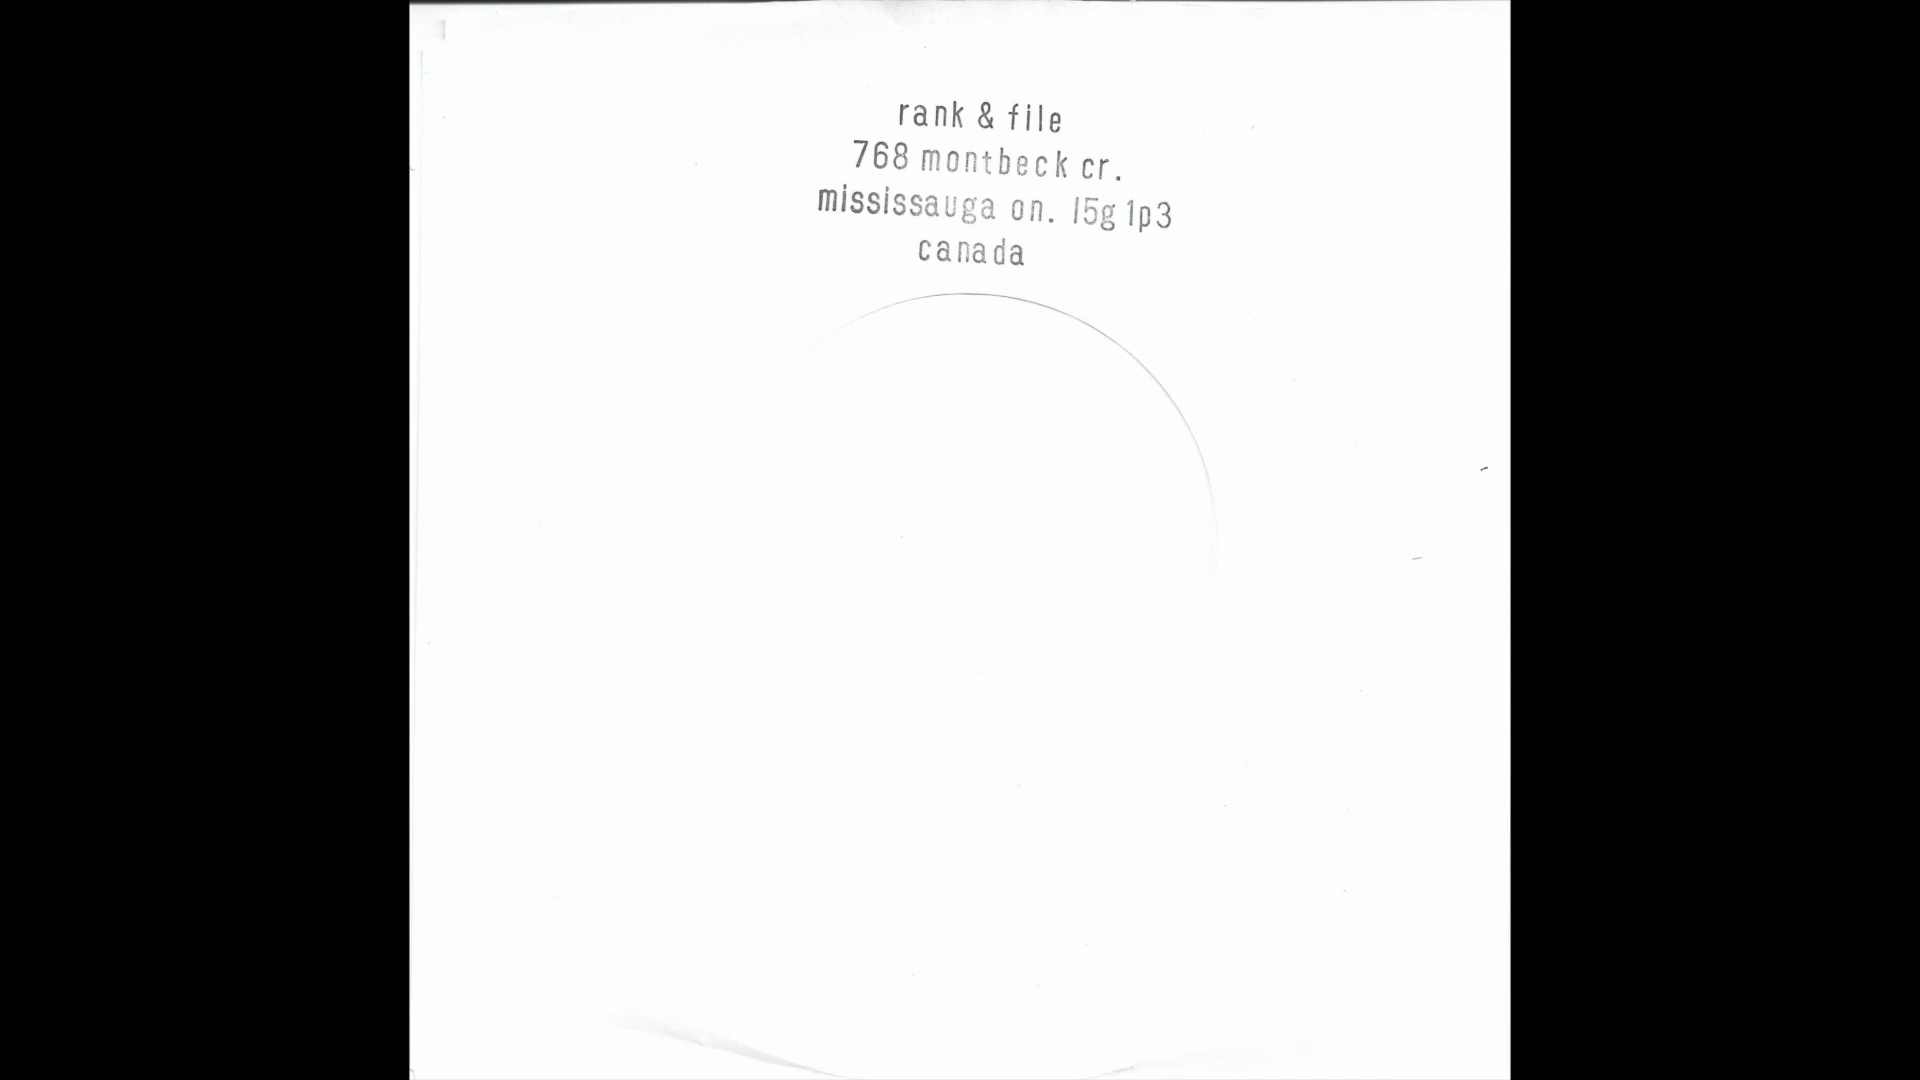 rank & file
768 montbeck cr.
mississauga on. l5g 1p3
canada